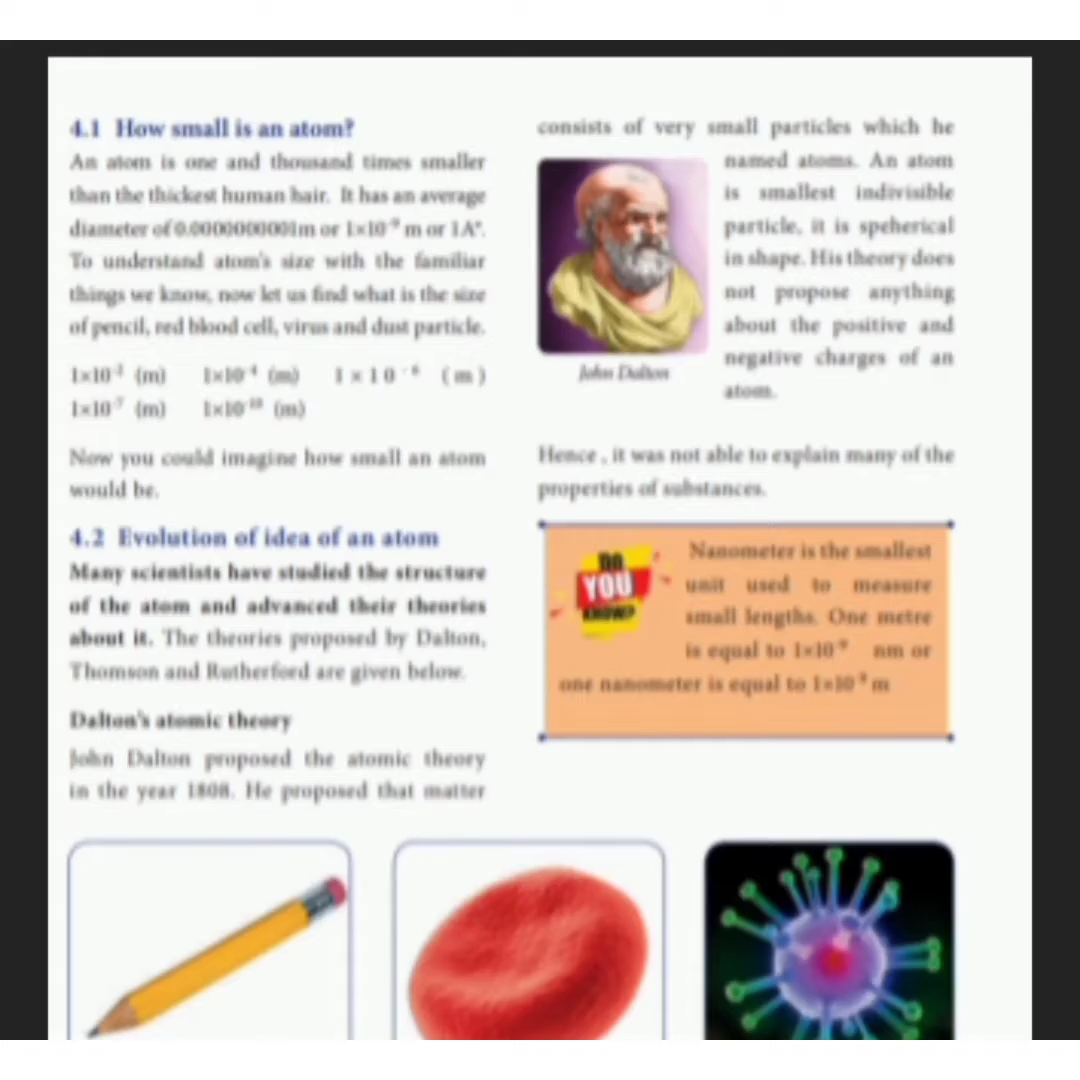 4.1 How small is an atom?
An atom is one and thousand times smaller
than the thickest human hair. It has an average
diameter of 0.0000000001m or 1×10⁻⁹ m or 1A°.
To understand atom's size with the familiar
things we know, now let us find what is the size
of pencil, red blood cell, virus and dust particle.
(m) 1×10⁻⁴ (m) 1×10⁻⁶ (m)
1×10⁻⁷ (m) 1×10⁻¹⁰ (m)
Now you could imagine how small an atom
would be.
4.2 Evolution of idea of an atom
Many scientists have studied the structure
of the atom and advanced their theories
about it. The theories proposed by Dalton,
Thomson and Rutherford are given below.
Dalton's atomic theory
John Dalton proposed the atomic theory
in the year 1808. He proposed that matter
consists of very small particles which he
named atoms. An atom
is smallest indivisible
particle, it is speherical
in shape. His theory does
not propose anything
about the positive and
negative charges of an
atom.
John Dalton
Hence , it was not able to explain many of the
properties of substances.
DO
YOU
KNOW?
Nanometer is the smallest
unit used to measure
small lengths. One metre
is equal to 1×10⁹ nm or
one nanometer is equal to 1×10⁻⁹ m